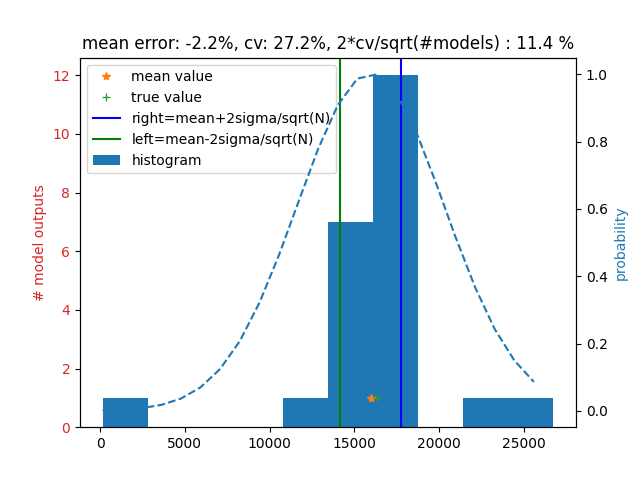 mean error: -2.2%, cv: 27.2%, 2*cv/sqrt(#models) : 11.4 %
mean value
true value
right=mean+2sigma/sqrt(N)
left=mean-2sigma/sqrt(N)
histogram
12
10
8
6
4
2
0
# model outputs
1.0
0.8
0.6
0.4
0.2
0.0
probability
0
5000
10000
15000
20000
25000